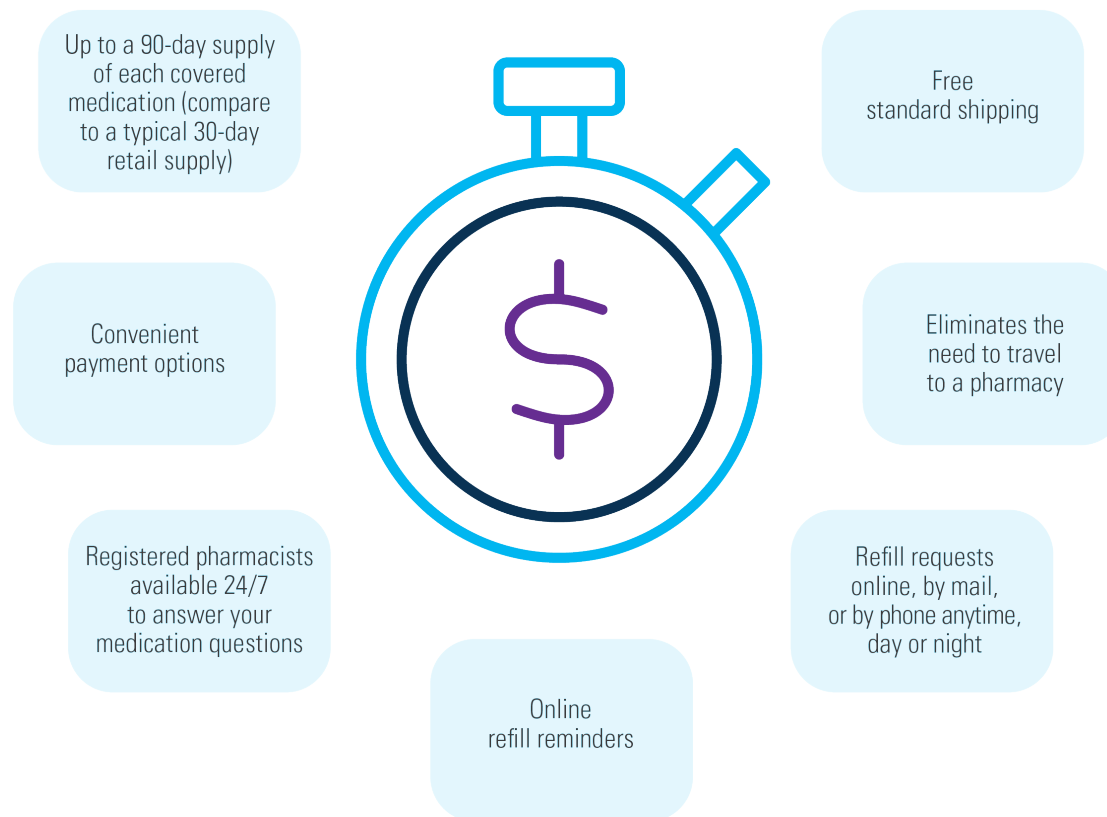 Up to a 90-day supply
of each covered
medication (compare
to a typical 30-day
retail supply)
Free
standard shipping
Convenient
payment options
$
Eliminates the
need to travel
to a pharmacy
Registered pharmacists
available 24/7
to answer your
medication questions
Refill requests
online, by mail,
or by phone anytime,
day or night
Online
refill reminders